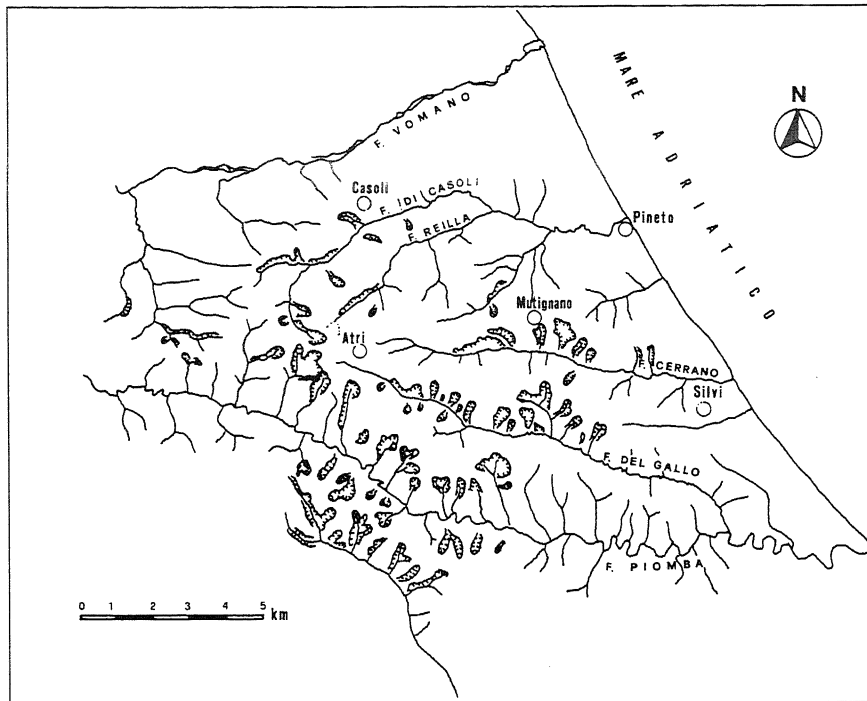 MARE ADRIATICO
N
F. VOMANO
Casoli
F. IDI CASOLI
F. REILLA
Pineto
Mutignano
Atri
F. CERRANO
Silvi
F. DEL GALLO
F. PIOMBA
0 1 2 3 4 5 km